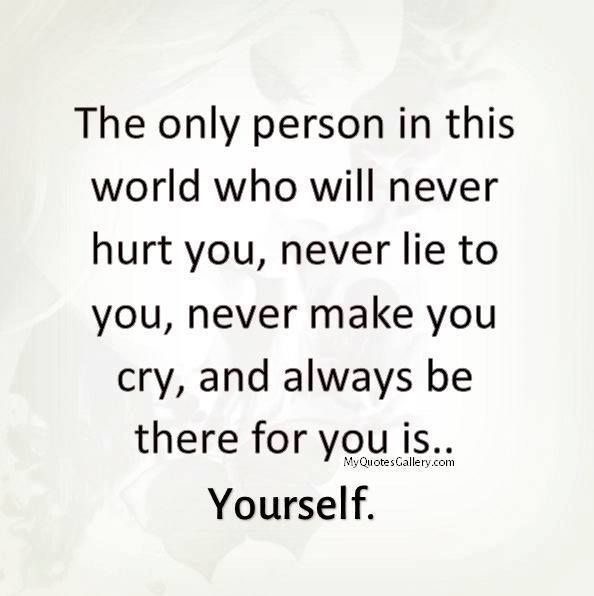 The only person in this
world who will never
hurt you, never lie to
you, never make you
cry, and always be
there for you is..
MyQuotesGallery.com
Yourself.